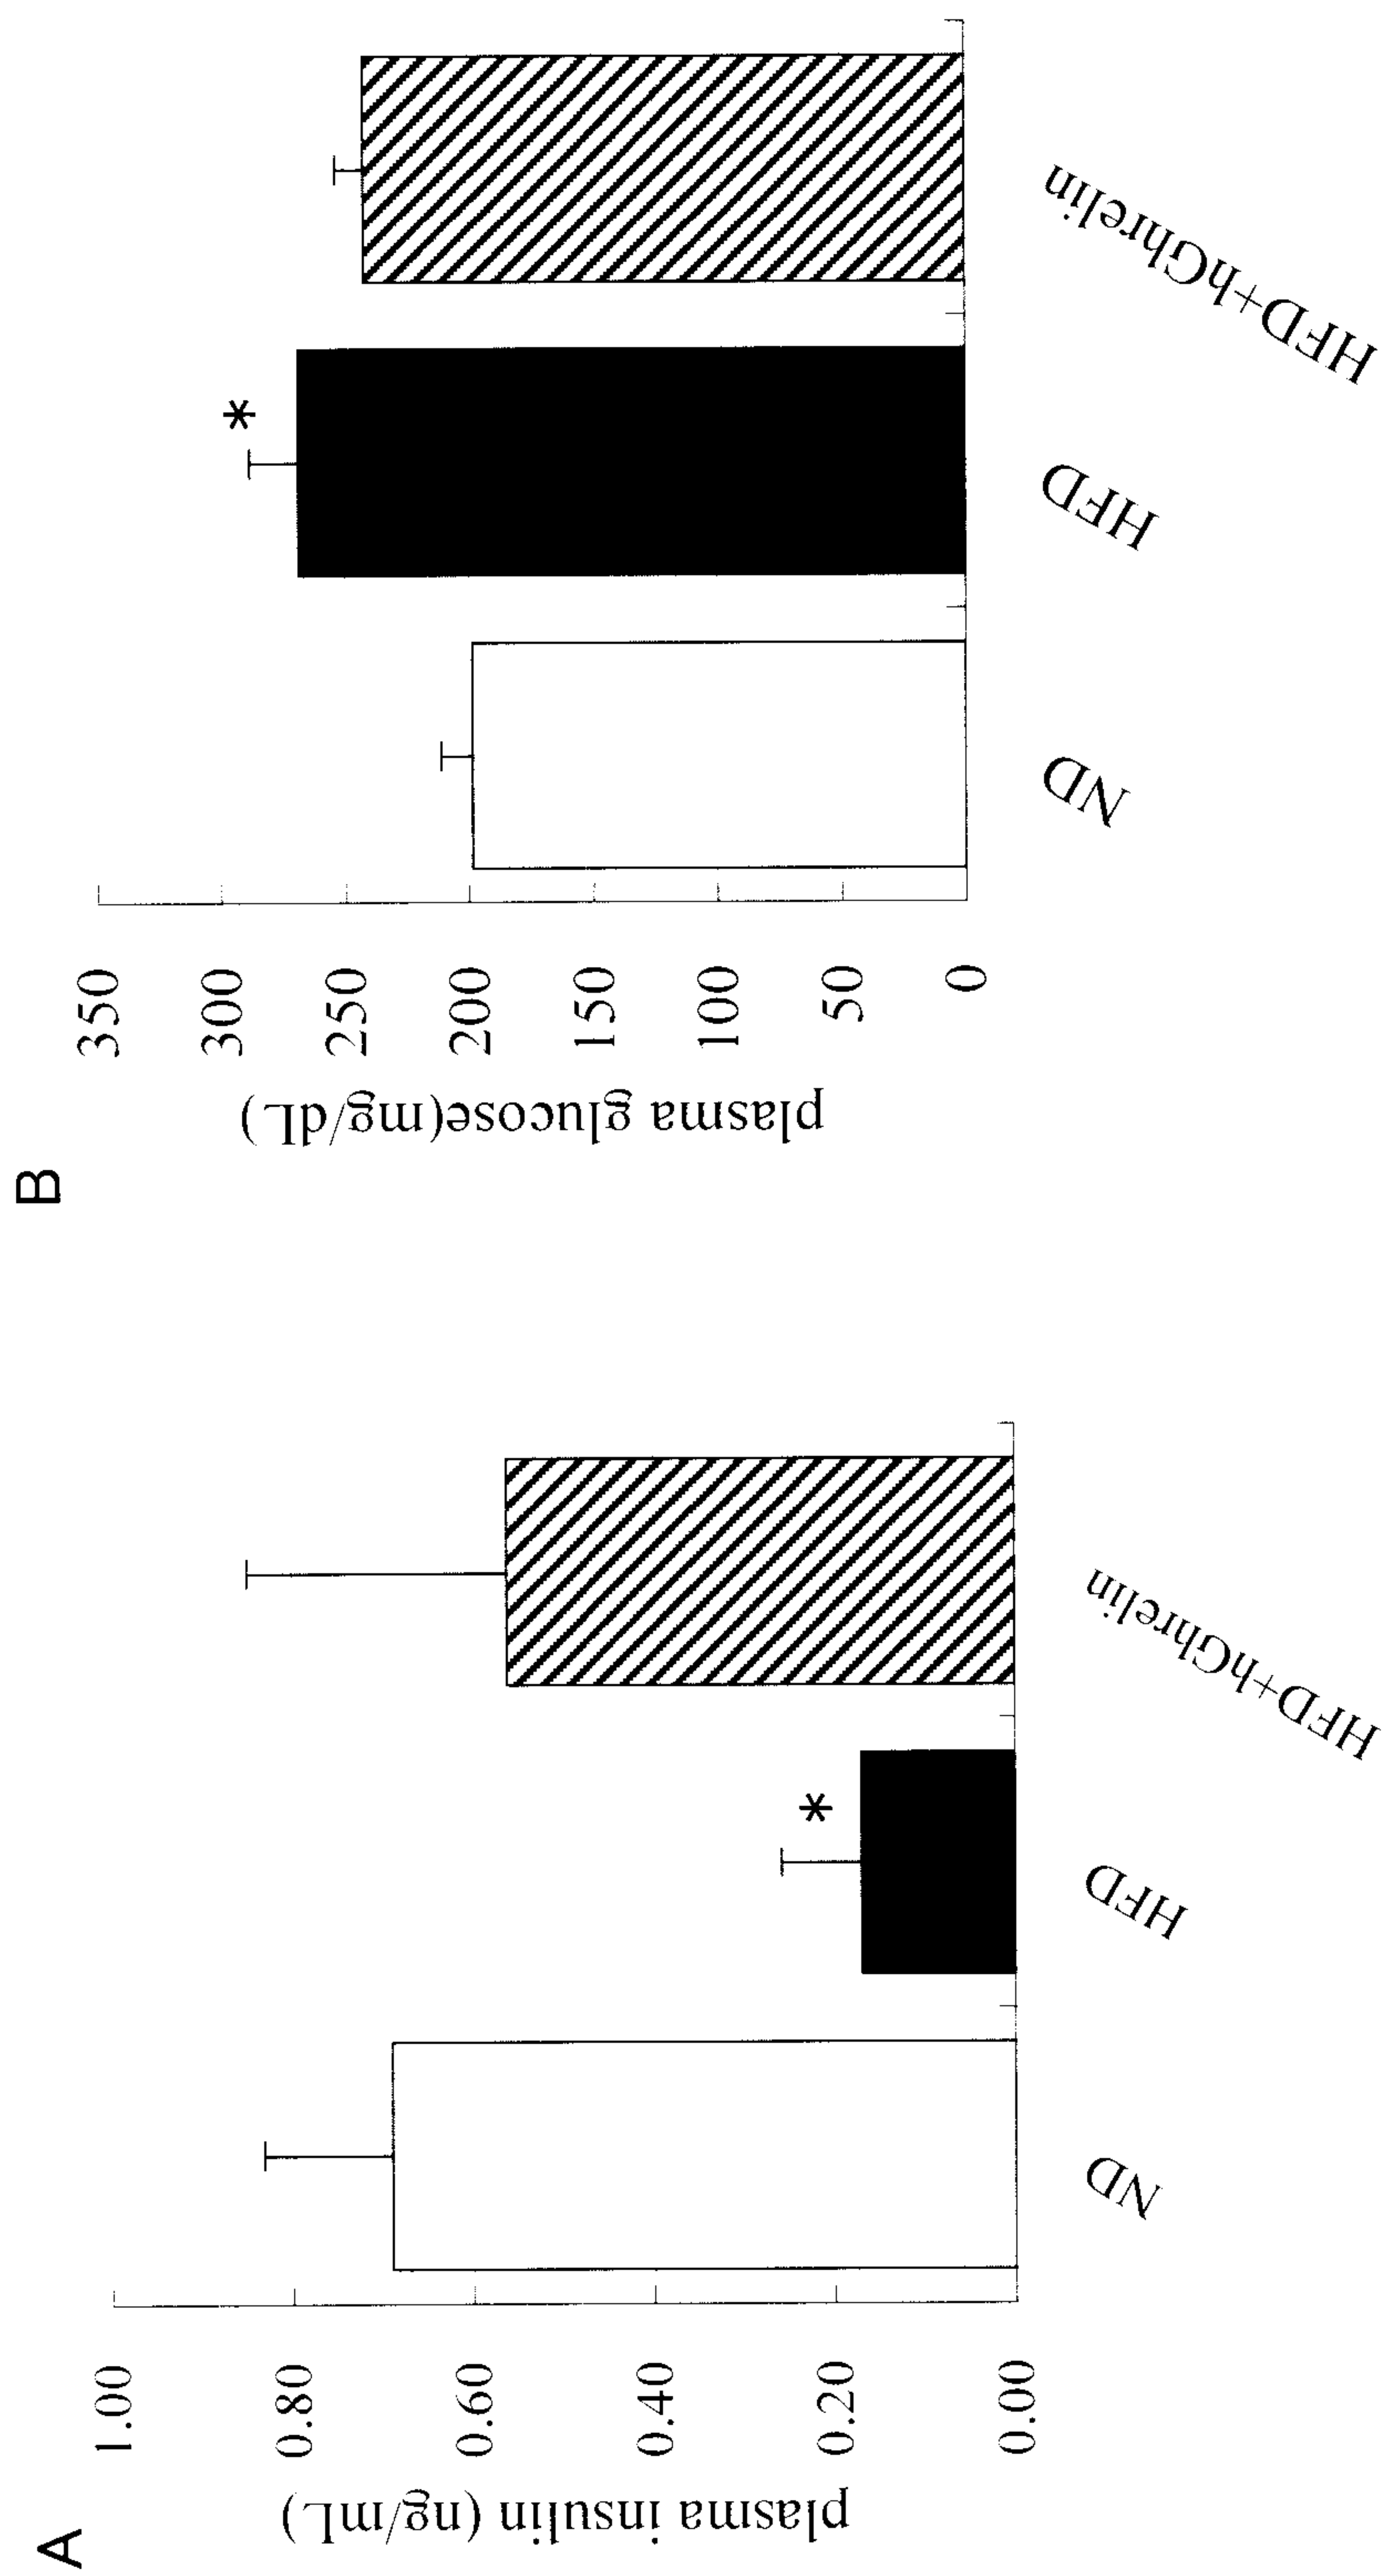 A
plasma insulin (ng/mL)
1.00
0.80
0.60
0.40
0.20
0.00
ND
*
HFD
HFD+hGhrelin
B
plasma glucose(mg/dL)
350
300
250
200
150
100
50
0
ND
*
HFD
HFD+hGhrelin